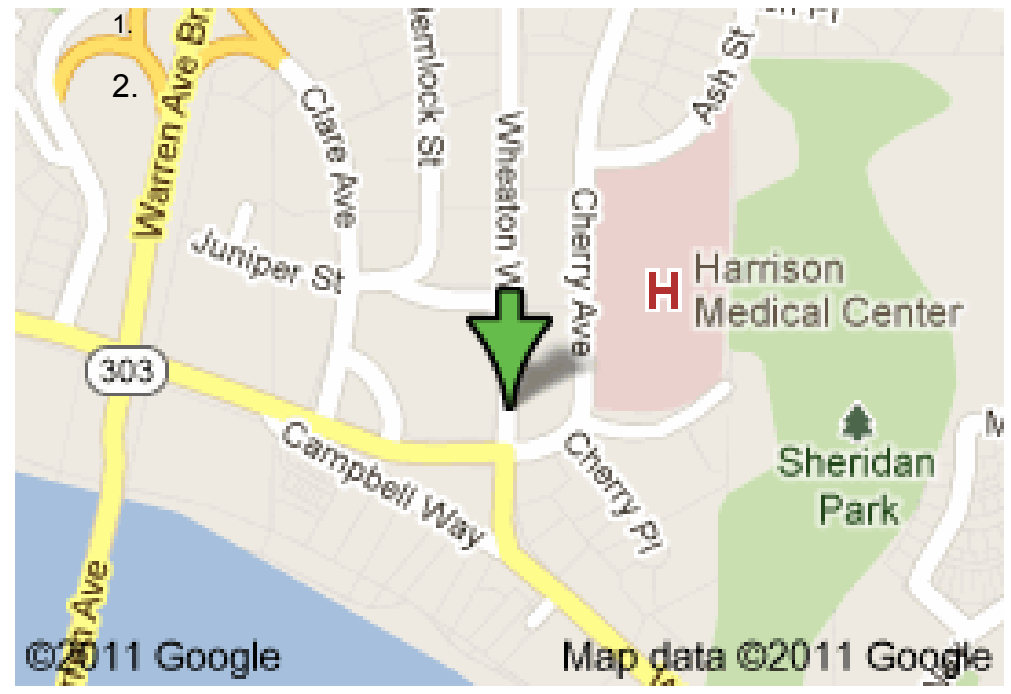 1.
2.
Warren Ave Br
Clare Ave
Hemlock St
Wheaton W
Ash St
Cherry Ave
Juniper St
H
Harrison
Medical Center
303
Campbell Way
Cherry Pl
Sheridan
Park
M
Ave
©2011 Google
Map data ©2011 Google